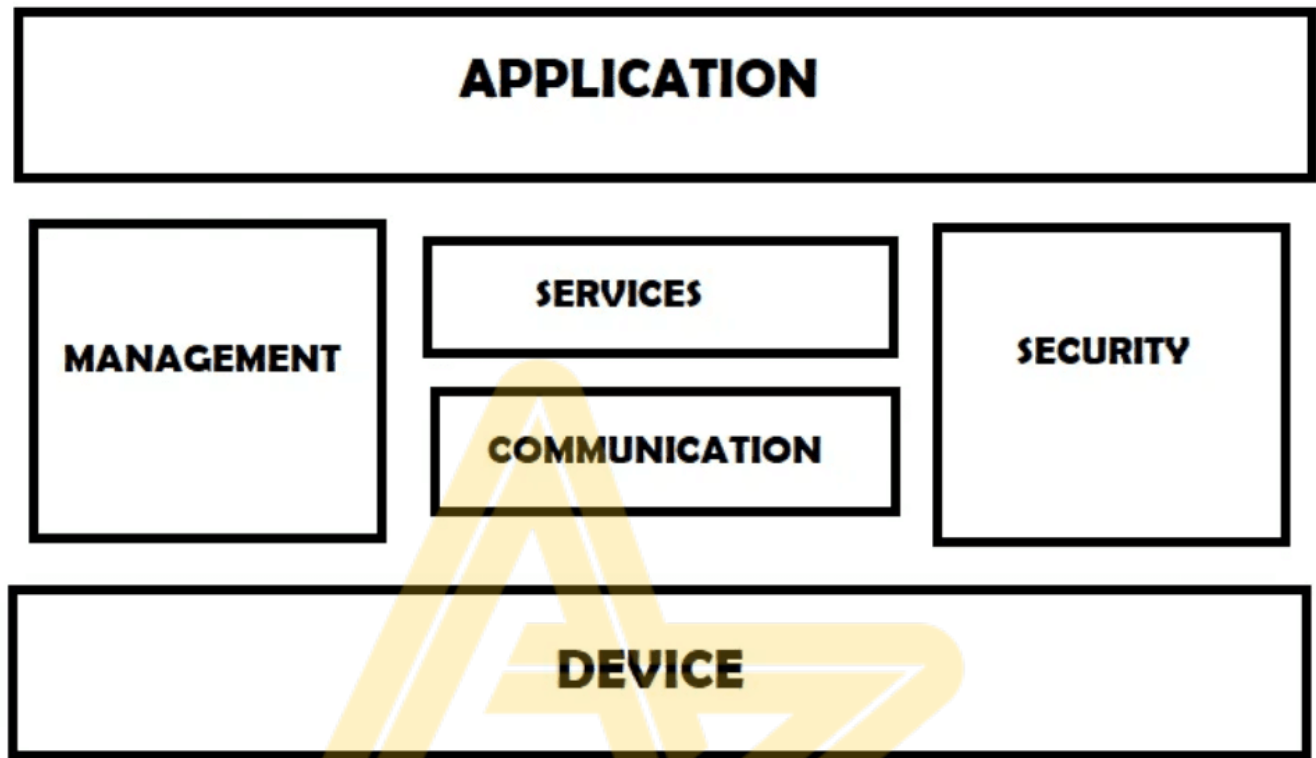 APPLICATION
MANAGEMENT
SERVICES
COMMUNICATION
SECURITY
DEVICE